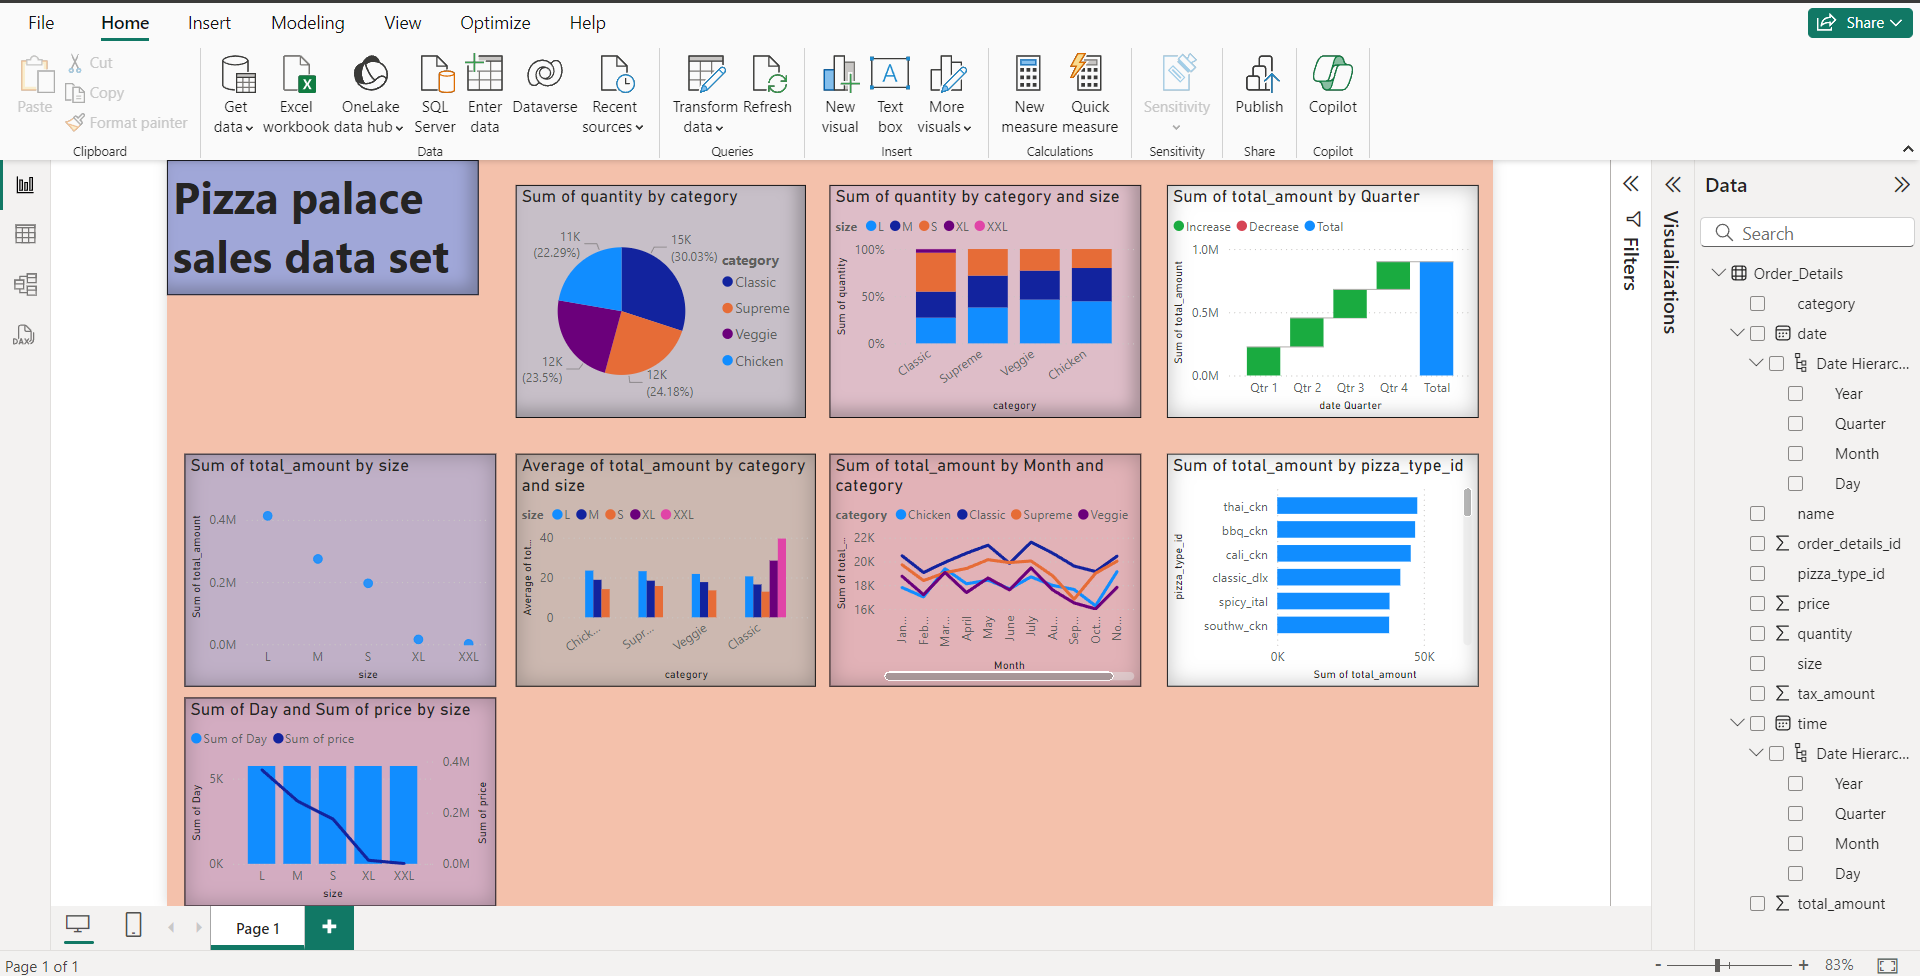 File Home Insert Modeling View Optimize Help Share
Paste
Cut
Copy
Format painter
Clipboard
Get data
Excel workbook
OneLake data hub
SQL Server
Enter data
Dataverse
Recent sources
Data
Transform data
Refresh
Queries
New visual
Text box
More visuals
Insert
New measure
Quick measure
Calculations
Sensitivity
Sensitivity
Publish
Share
Copilot
Copilot
Pizza palace
sales data set
Sum of quantity by category
11K
(22.29%)
15K
(30.03%)
12K
(23.5%)
12K
(24.18%)
category
Classic
Supreme
Veggie
Chicken
Sum of quantity by category and size
size L M S XL XXL
Sum of quantity
100%
50%
0%
Classic Supreme Veggie Chicken
category
Sum of total_amount by Quarter
Increase Decrease Total
Sum of total_amount
1.0M
0.5M
0.0M
Qtr 1 Qtr 2 Qtr 3 Qtr 4 Total
date Quarter
Sum of total_amount by size
Sum of total_amount
0.4M
0.2M
0.0M
L M S XL XXL
size
Average of total_amount by category
and size
size L M S XL XXL
Average of tot...
40
20
0
Chick... Supr... Veggie Classic
category
Sum of total_amount by Month and
category
category Chicken Classic Supreme Veggie
Sum of total_...
22K
20K
18K
16K
Jan... Feb... Mar... April May June July Au... Sep... Oct... No...
Month
Sum of total_amount by pizza_type_id
pizza_type_id
thai_ckn
bbq_ckn
cali_ckn
classic_dlx
spicy_ital
southw_ckn
0K 50K
Sum of total_amount
Sum of Day and Sum of price by size
Sum of Day Sum of price
Sum of Day
5K
0K
0.4M
0.2M
0.0M
Sum of price
L M S XL XXL
size
Filters
Visualizations
Data
Search
Order_Details
category
date
Date Hierarc...
Year
Quarter
Month
Day
name
order_details_id
pizza_type_id
price
quantity
size
tax_amount
time
Date Hierarc...
Year
Quarter
Month
Day
total_amount
DAX
Page 1
+
Page 1 of 1
- + 83%